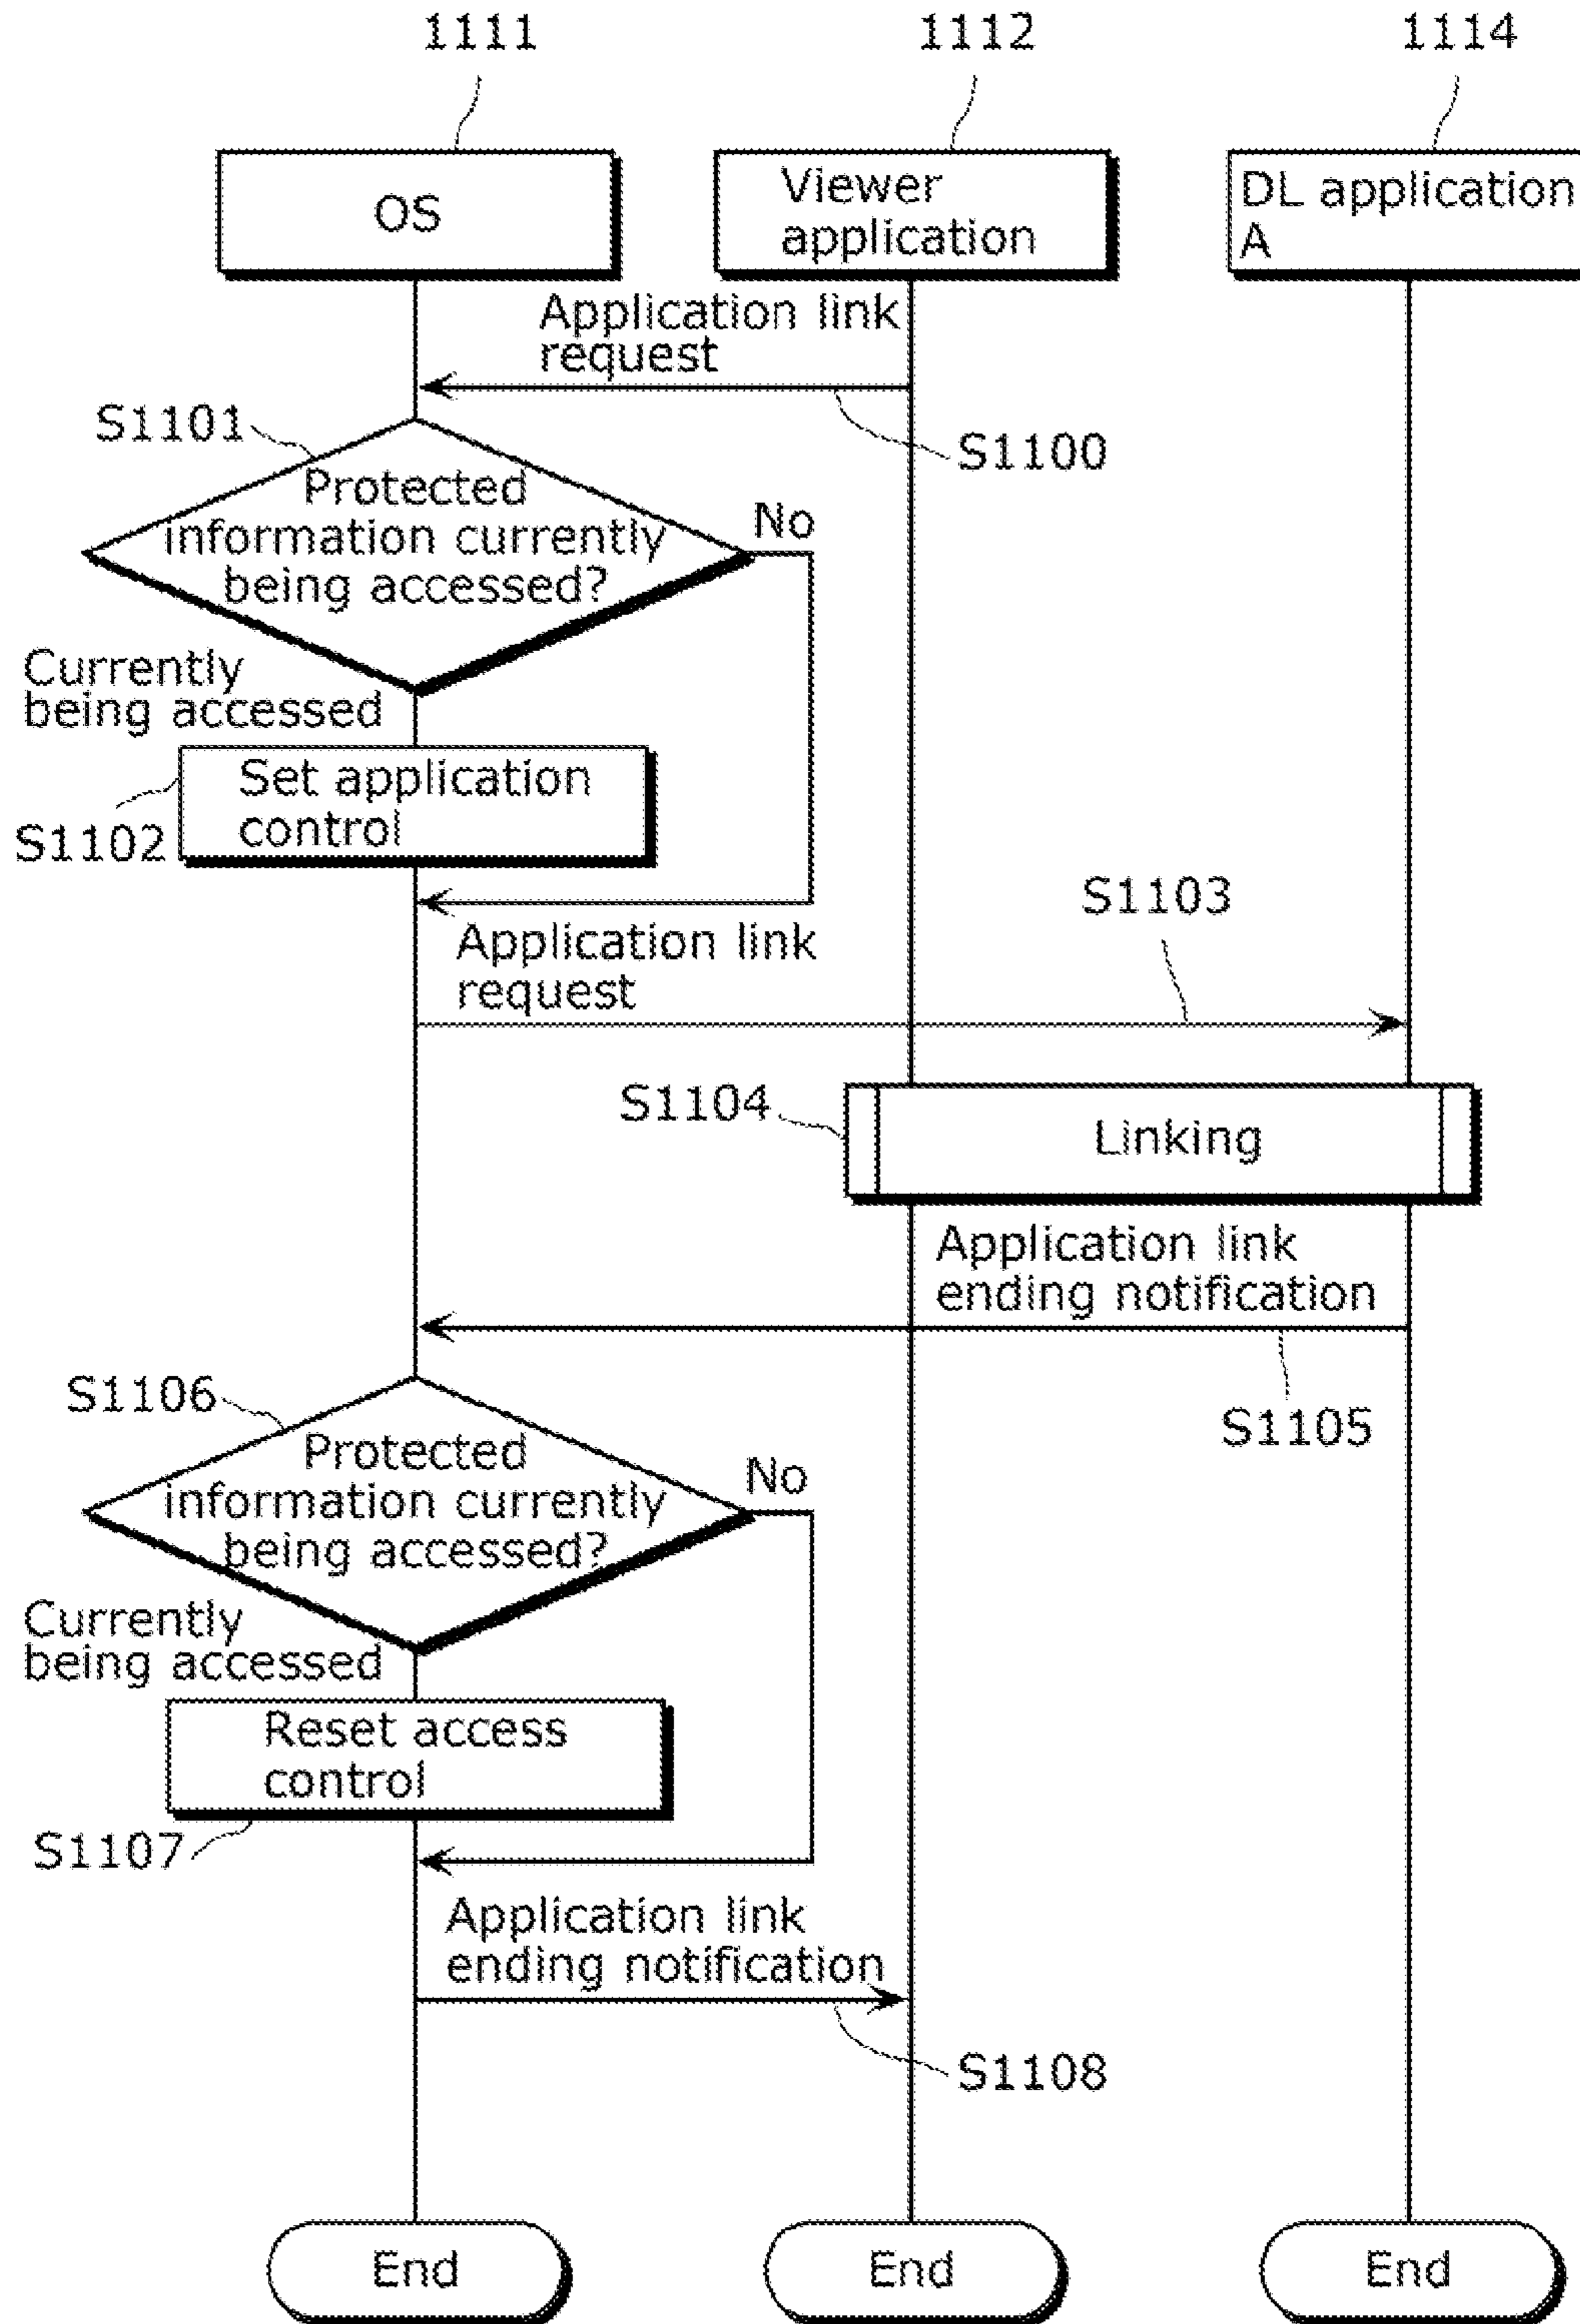 1111
1112
1114
OS
Viewer
application
DL application
A
Application link
request
S1100
S1101
Protected
information currently
being accessed?
No
Currently
being accessed
Set application
control
S1102
S1103
Application link
request
S1104
Linking
Application link
ending notification
S1105
S1106
Protected
information currently
being accessed?
No
Currently
being accessed
Reset access
control
S1107
Application link
ending notification
S1108
End
End
End